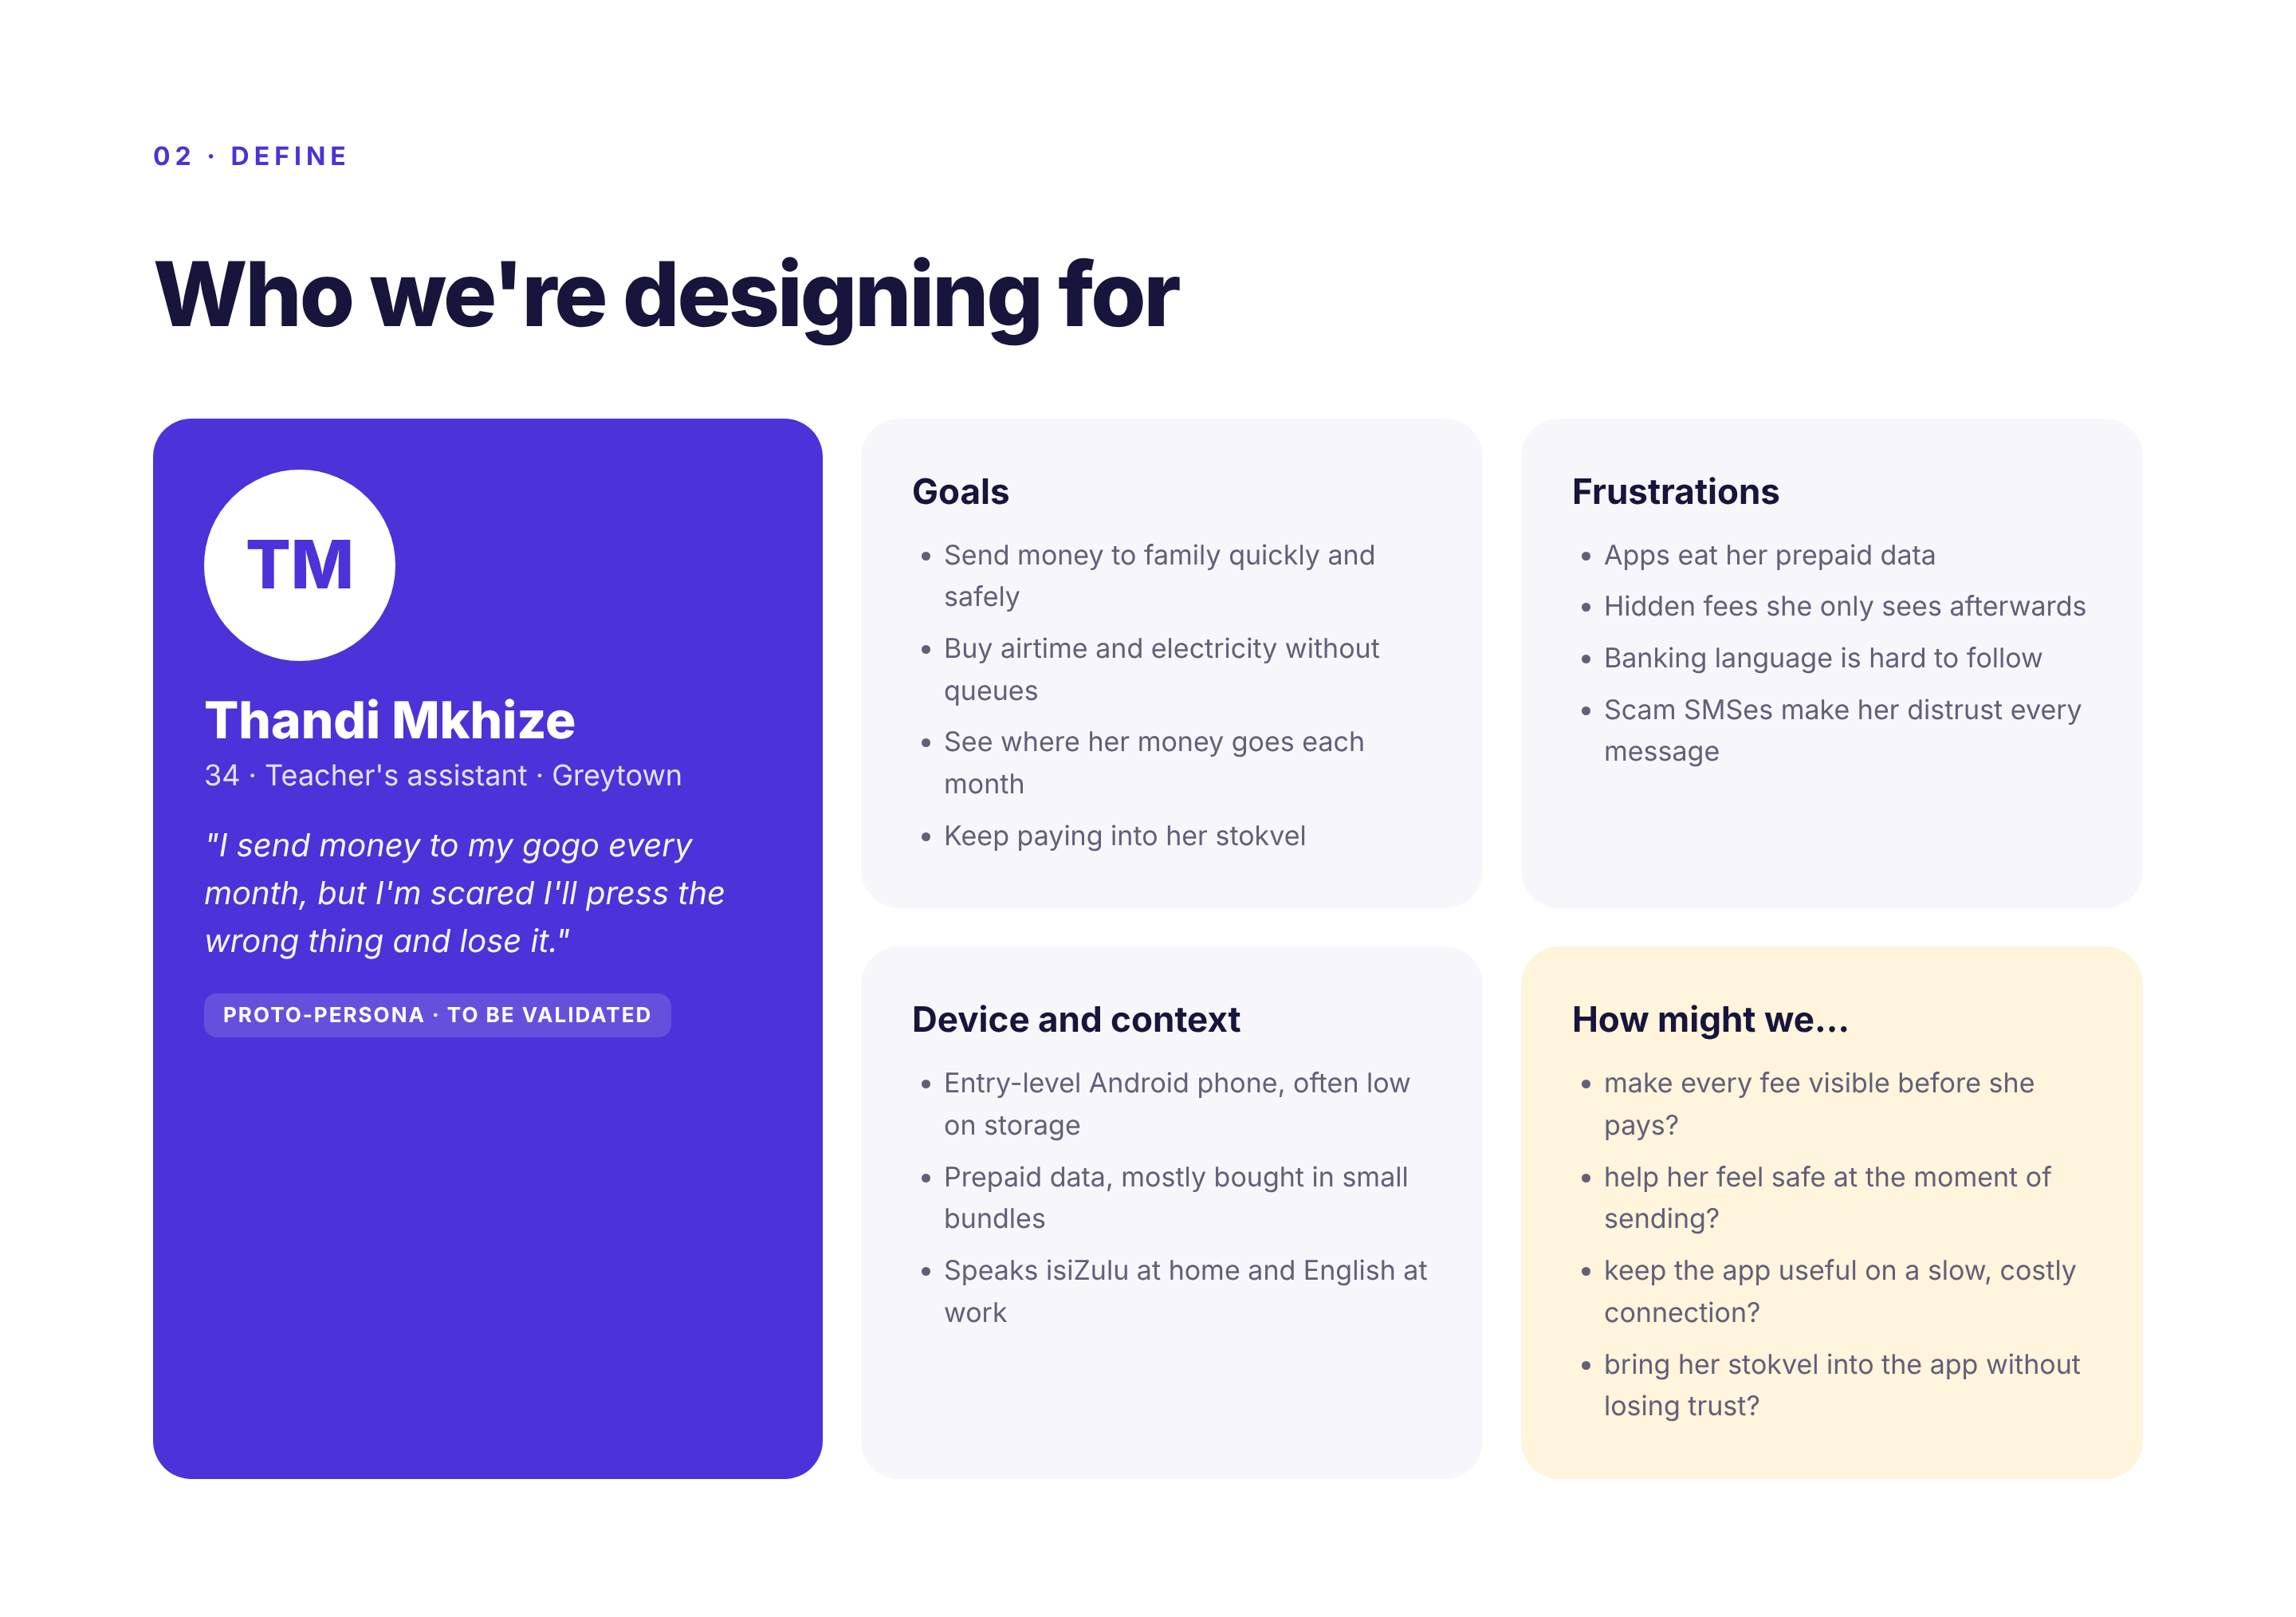 02 · DEFINE
Who we're designing for
TM
Thandi Mkhize
34 · Teacher's assistant · Greytown
"I send money to my gogo every
month, but I'm scared I'll press the
wrong thing and lose it."
PROTO-PERSONA · TO BE VALIDATED
Goals
• Send money to family quickly and
safely
• Buy airtime and electricity without
queues
• See where her money goes each
month
• Keep paying into her stokvel
Frustrations
• Apps eat her prepaid data
• Hidden fees she only sees afterwards
• Banking language is hard to follow
• Scam SMSes make her distrust every
message
Device and context
• Entry-level Android phone, often low
on storage
• Prepaid data, mostly bought in small
bundles
• Speaks isiZulu at home and English at
work
How might we…
• make every fee visible before she
pays?
• help her feel safe at the moment of
sending?
• keep the app useful on a slow, costly
connection?
• bring her stokvel into the app without
losing trust?